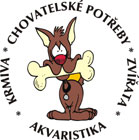 CHOVATELSKÉ POTŘEBY
ZVÍŘATA
AKVARISTIKA
KRMIVA